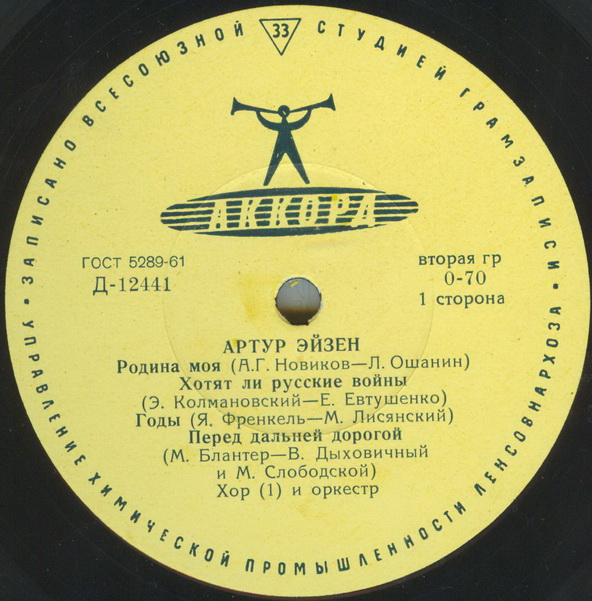 ЗАПИСАНО ВСЕСОЮЗНОЙ 33 СТУДИЕЙ ГРАМЗАПИСИ
АККОРД
ГОСТ 5289-61
Д-12441
вторая гр
0-70
1 сторона
АРТУР ЭЙЗЕН
Родина моя (А.Г. Новиков—Л. Ошанин)
Хотят ли русские войны
(Э. Колмановский—Е. Евтушенко)
Годы (Я. Френкель—М. Лисянский)
Перед дальней дорогой
(М. Блантер—В. Дыховичный
и М. Слободской)
Хор (1) и оркестр
• УПРАВЛЕНИЕ ХИМИЧЕСКОЙ ПРОМЫШЛЕННОСТИ ЛЕНСОВНАРХОЗА •